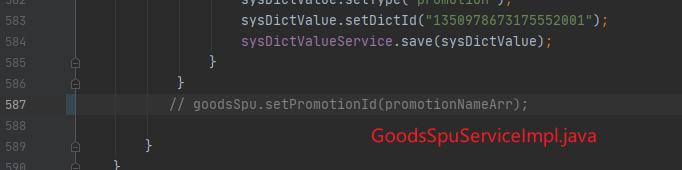 582 sysDictValue.setType("promotion");
583 sysDictValue.setDictId("1350978673175552001");
584 sysDictValueService.save(sysDictValue);
585 }
586 }
587 // goodsSpu.setPromotionId(promotionNameArr);
588
GoodsSpuServiceImpl.java
589 }
590 }